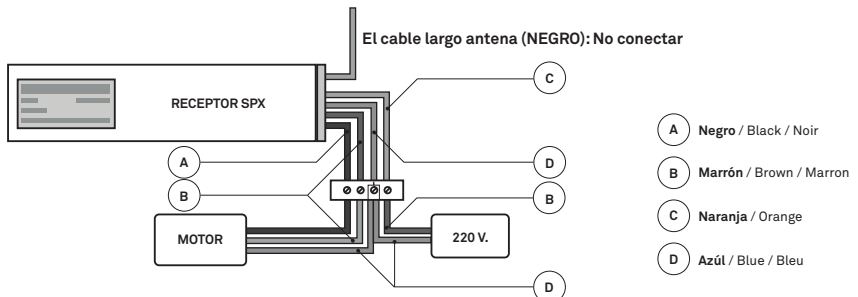 El cable largo antena (NEGRO): No conectar
RECEPTOR SPX
C
A
D
B
B
MOTOR
220 V.
D
A Negro / Black / Noir
B Marrón / Brown / Marron
C Naranja / Orange
D Azúl / Blue / Bleu